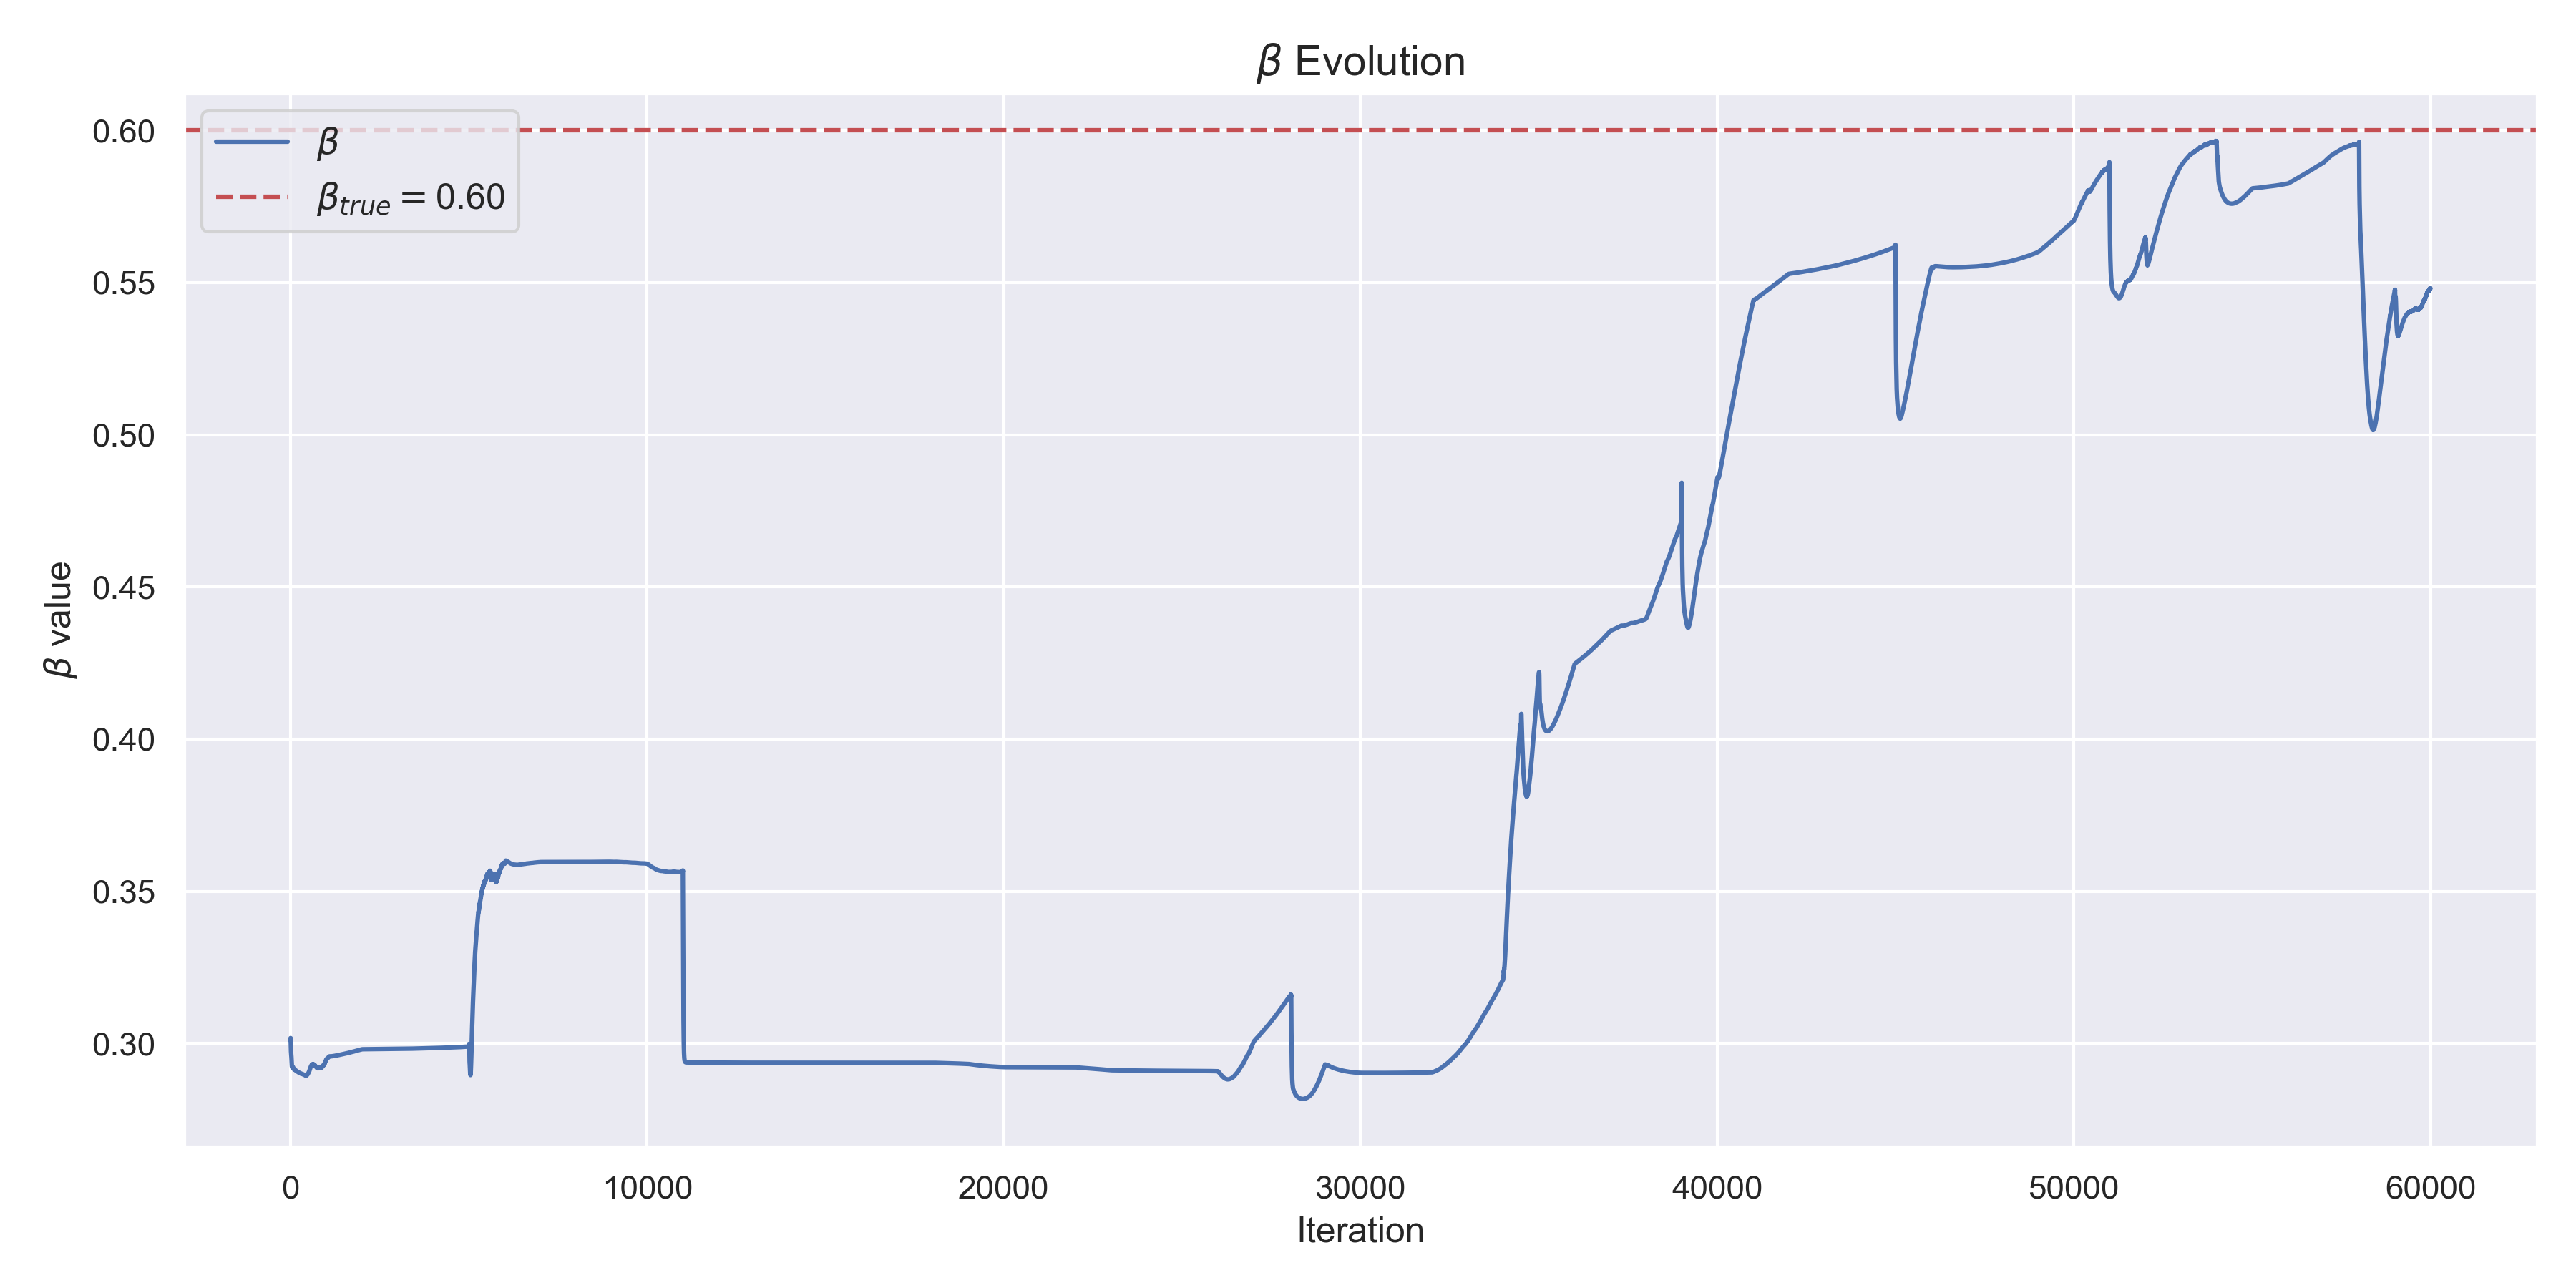 β Evolution
β
β_true = 0.60
0.60
0.55
0.50
0.45
0.40
0.35
0.30
β value
0 10000 20000 30000 40000 50000 60000
Iteration